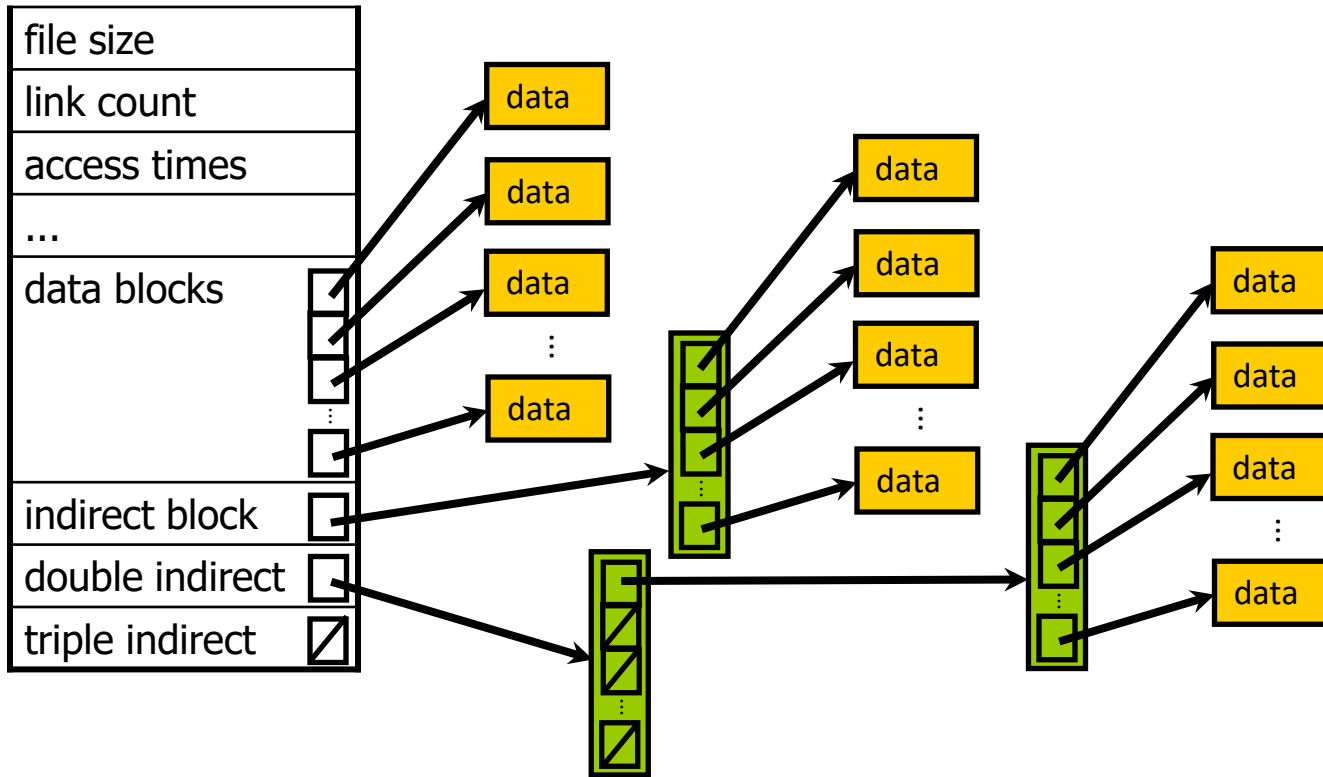 file size
link count
access times
...
data blocks
indirect block
double indirect
triple indirect
data
data
data
...
data
...
data
data
data
...
data
...
data
data
data
...
data
...
...